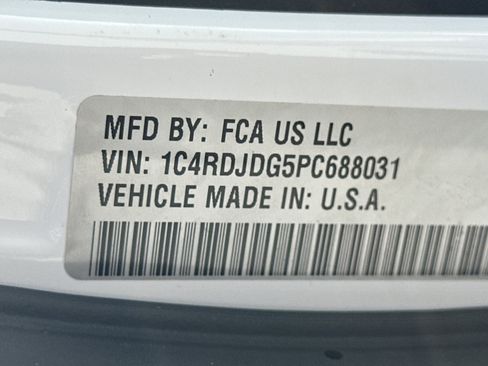 MFD BY: FCA US LLC
VIN: 1C4RDJDG5PC688031
VEHICLE MADE IN: U.S.A.